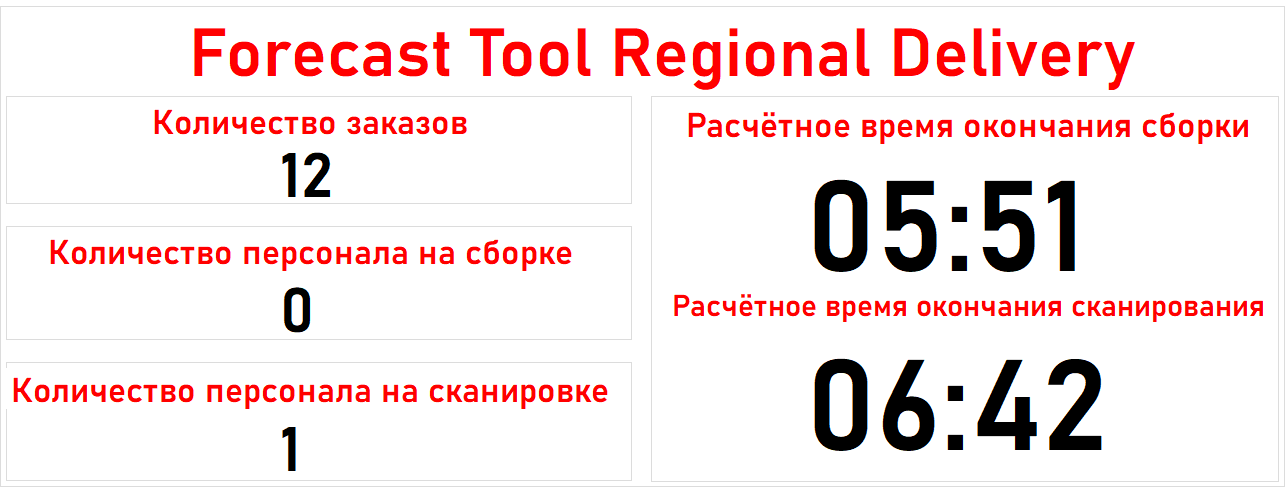 Forecast Tool Regional Delivery
Количество заказов
12
Количество персонала на сборке
0
Количество персонала на сканировке
1
Расчётное время окончания сборки
05:51
Расчётное время окончания сканирования
06:42